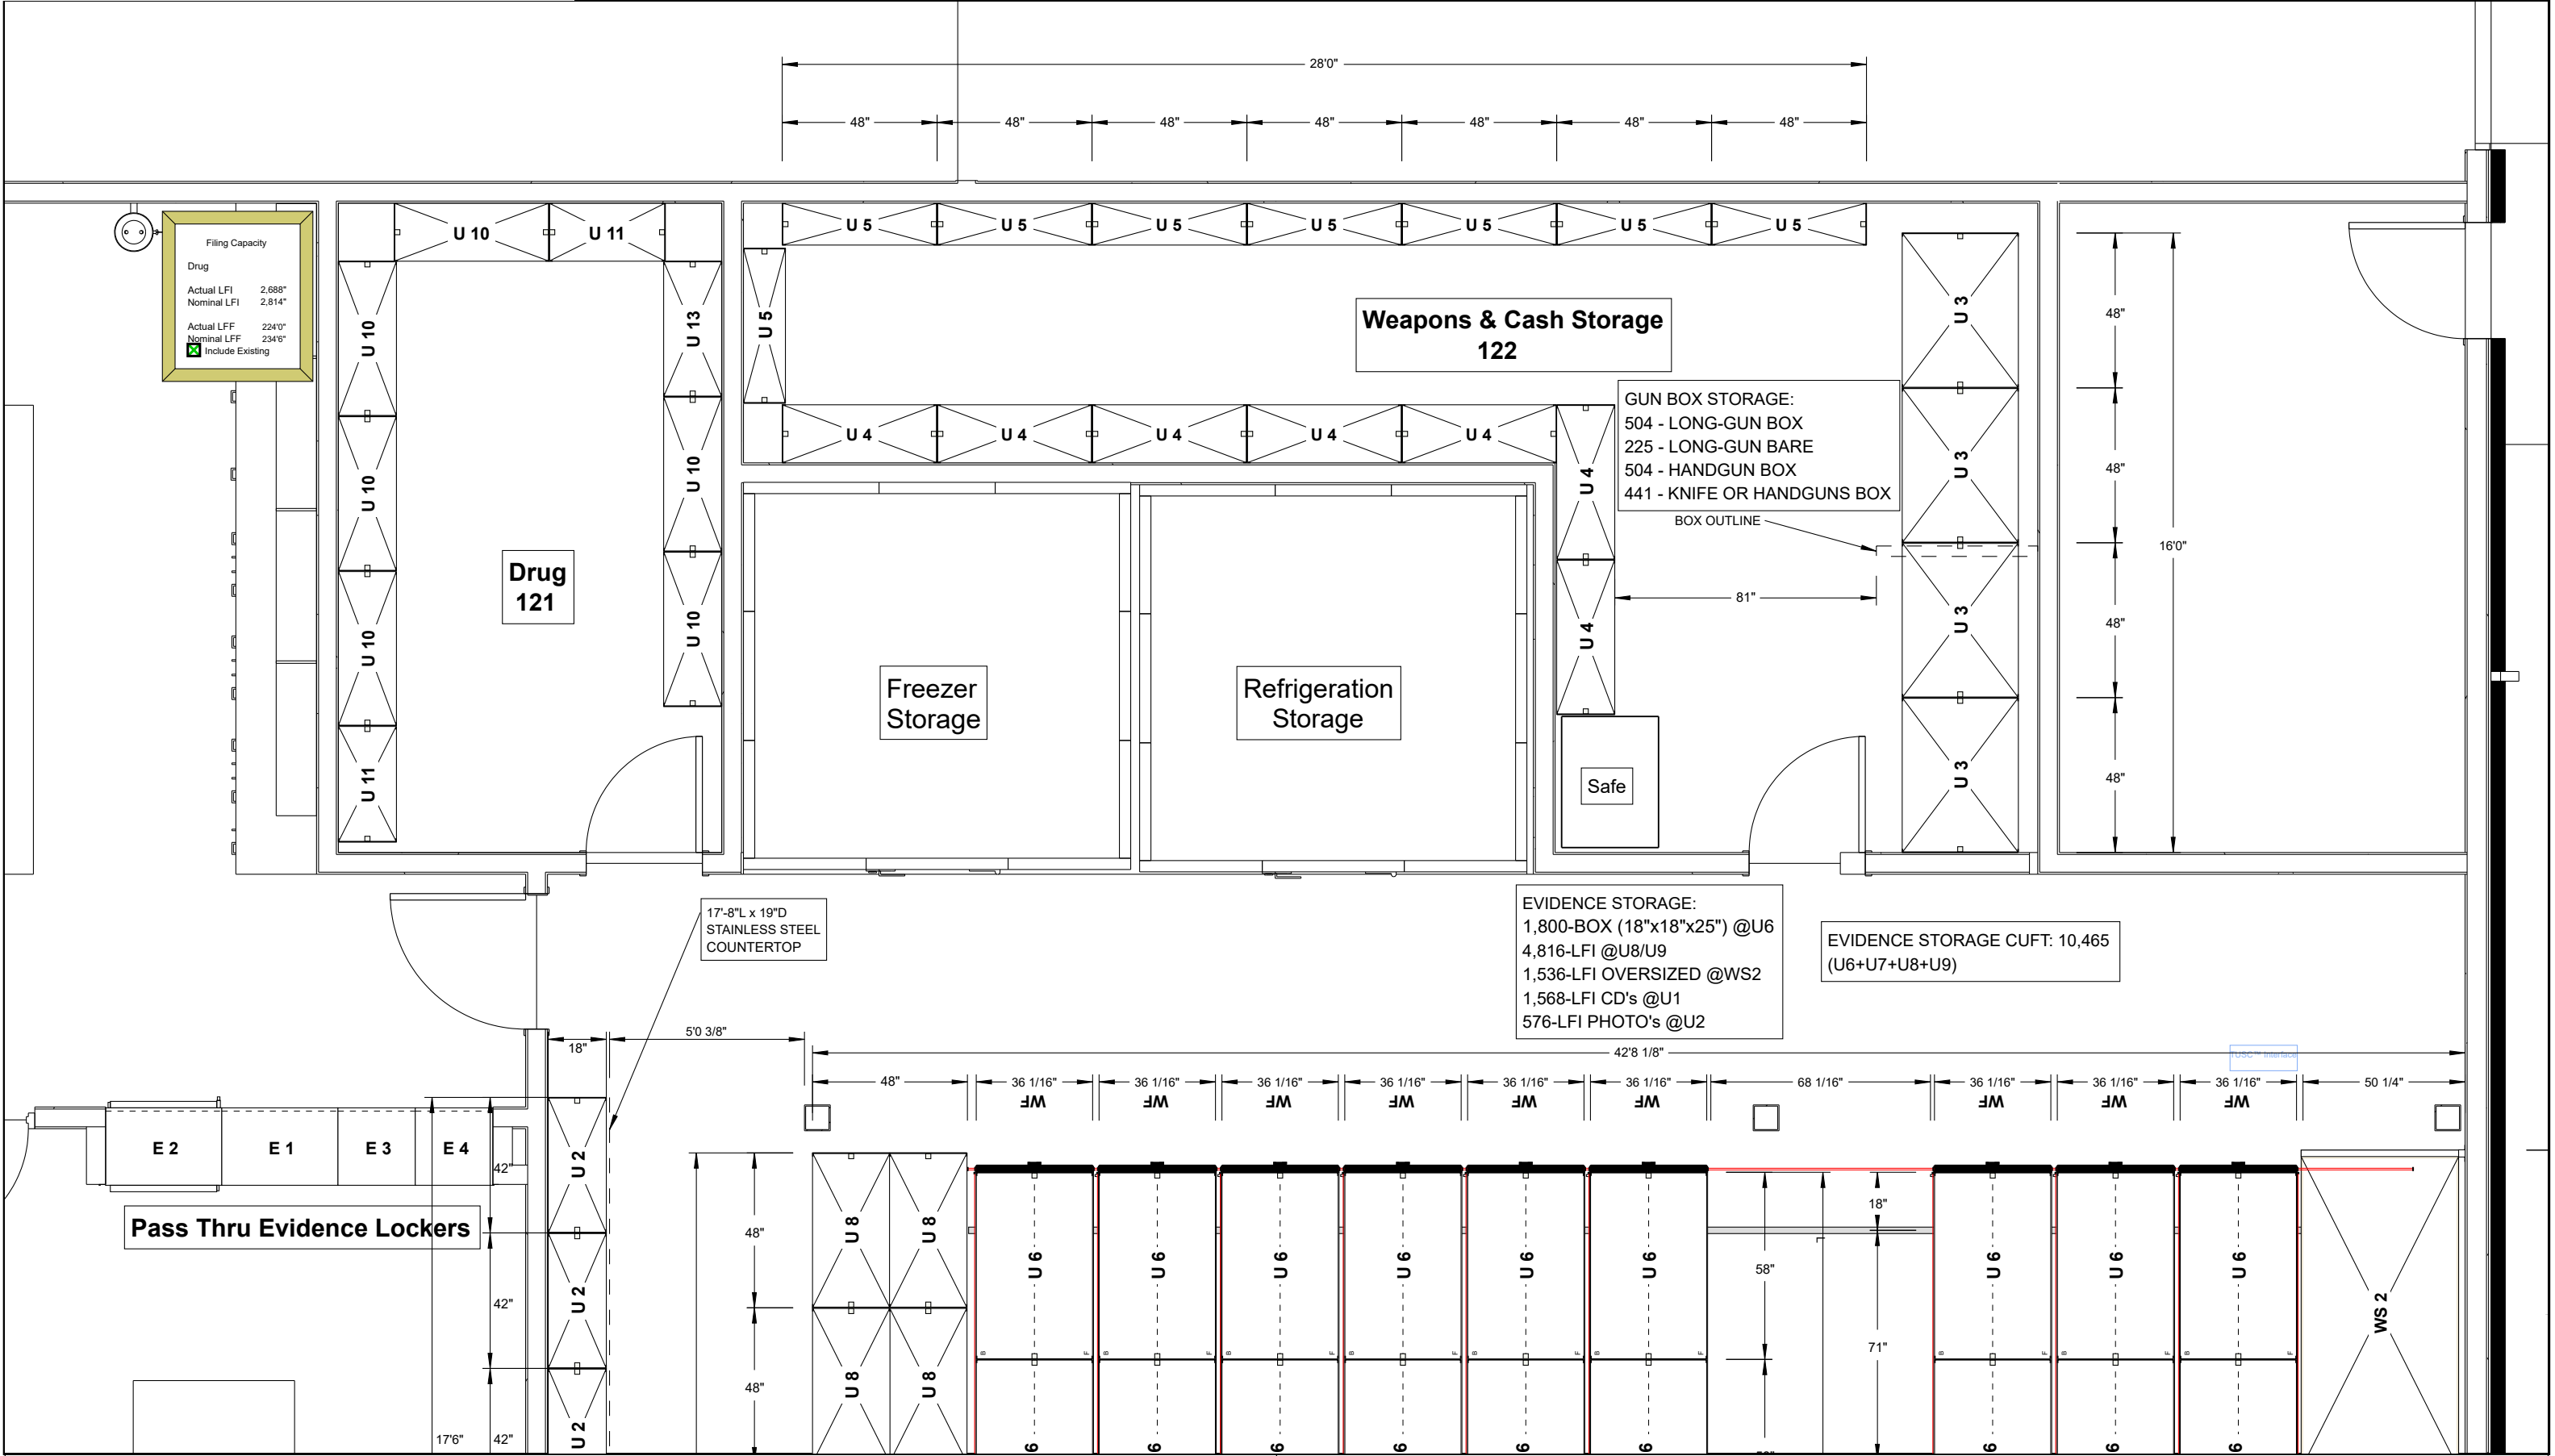 28'0"
48" 48" 48" 48" 48" 48" 48"
Filing Capacity
Drug
Actual LFI 2,688"
Nominal LFI 2,814"
Actual LFF 224'0"
Nominal LFF 234'6"
Include Existing
U 10 U 11
U 10
U 10
U 10
U 11
U 13
U 10
U 10
Drug
121
U 5 U 5 U 5 U 5 U 5 U 5 U 5
U 5
Weapons & Cash Storage
122
U 4 U 4 U 4 U 4 U 4
U 4
U 4
GUN BOX STORAGE:
504 - LONG-GUN BOX
225 - LONG-GUN BARE
504 - HANDGUN BOX
441 - KNIFE OR HANDGUNS BOX
BOX OUTLINE
81"
U 3
U 3
U 3
U 3
48"
48"
48"
48"
16'0"
Freezer
Storage
Refrigeration
Storage
Safe
17'-8"L x 19"D
STAINLESS STEEL
COUNTERTOP
EVIDENCE STORAGE:
1,800-BOX (18"x18"x25") @U6
4,816-LFI @U8/U9
1,536-LFI OVERSIZED @WS2
1,568-LFI CD's @U1
576-LFI PHOTO's @U2
EVIDENCE STORAGE CUFT: 10,465
(U6+U7+U8+U9)
TUSC™ Interface
18" 5'0 3/8" 42'8 1/8"
48" 36 1/16" 36 1/16" 36 1/16" 36 1/16" 36 1/16" 36 1/16" 68 1/16" 36 1/16" 36 1/16" 36 1/16" 50 1/4"
WF WF WF WF WF WF WF WF WF
E 2 E 1 E 3 E 4
Pass Thru Evidence Lockers
42"
42"
42"
17'6"
U 2
U 2
U 2
48"
48"
U 8 U 8
U 8 U 8
U 6 U 6 U 6 U 6 U 6 U 6 U 6 U 6 U 6
B F B F B F B F B F B F B F B F B F
6 6 6 6 6 6 6 6 6
58"
18"
71"
WS 2